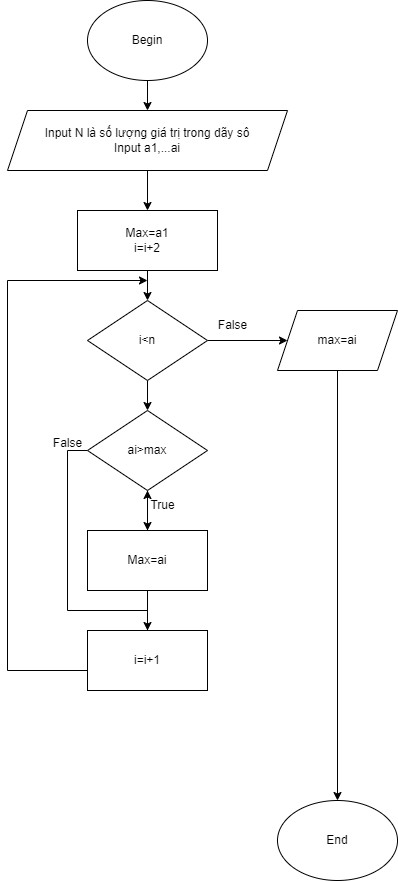 Begin
Input N là số lượng giá trị trong dãy sô
Input a1,...ai
Max=a1
i=i+2
i<n
False
max=ai
ai>max
False
True
Max=ai
i=i+1
End